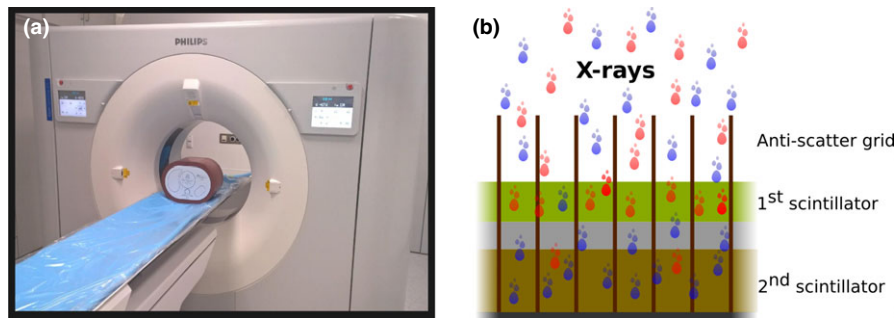 (a)
PHILIPS
(b)
X-rays
Anti-scatter grid
1st scintillator
2nd scintillator